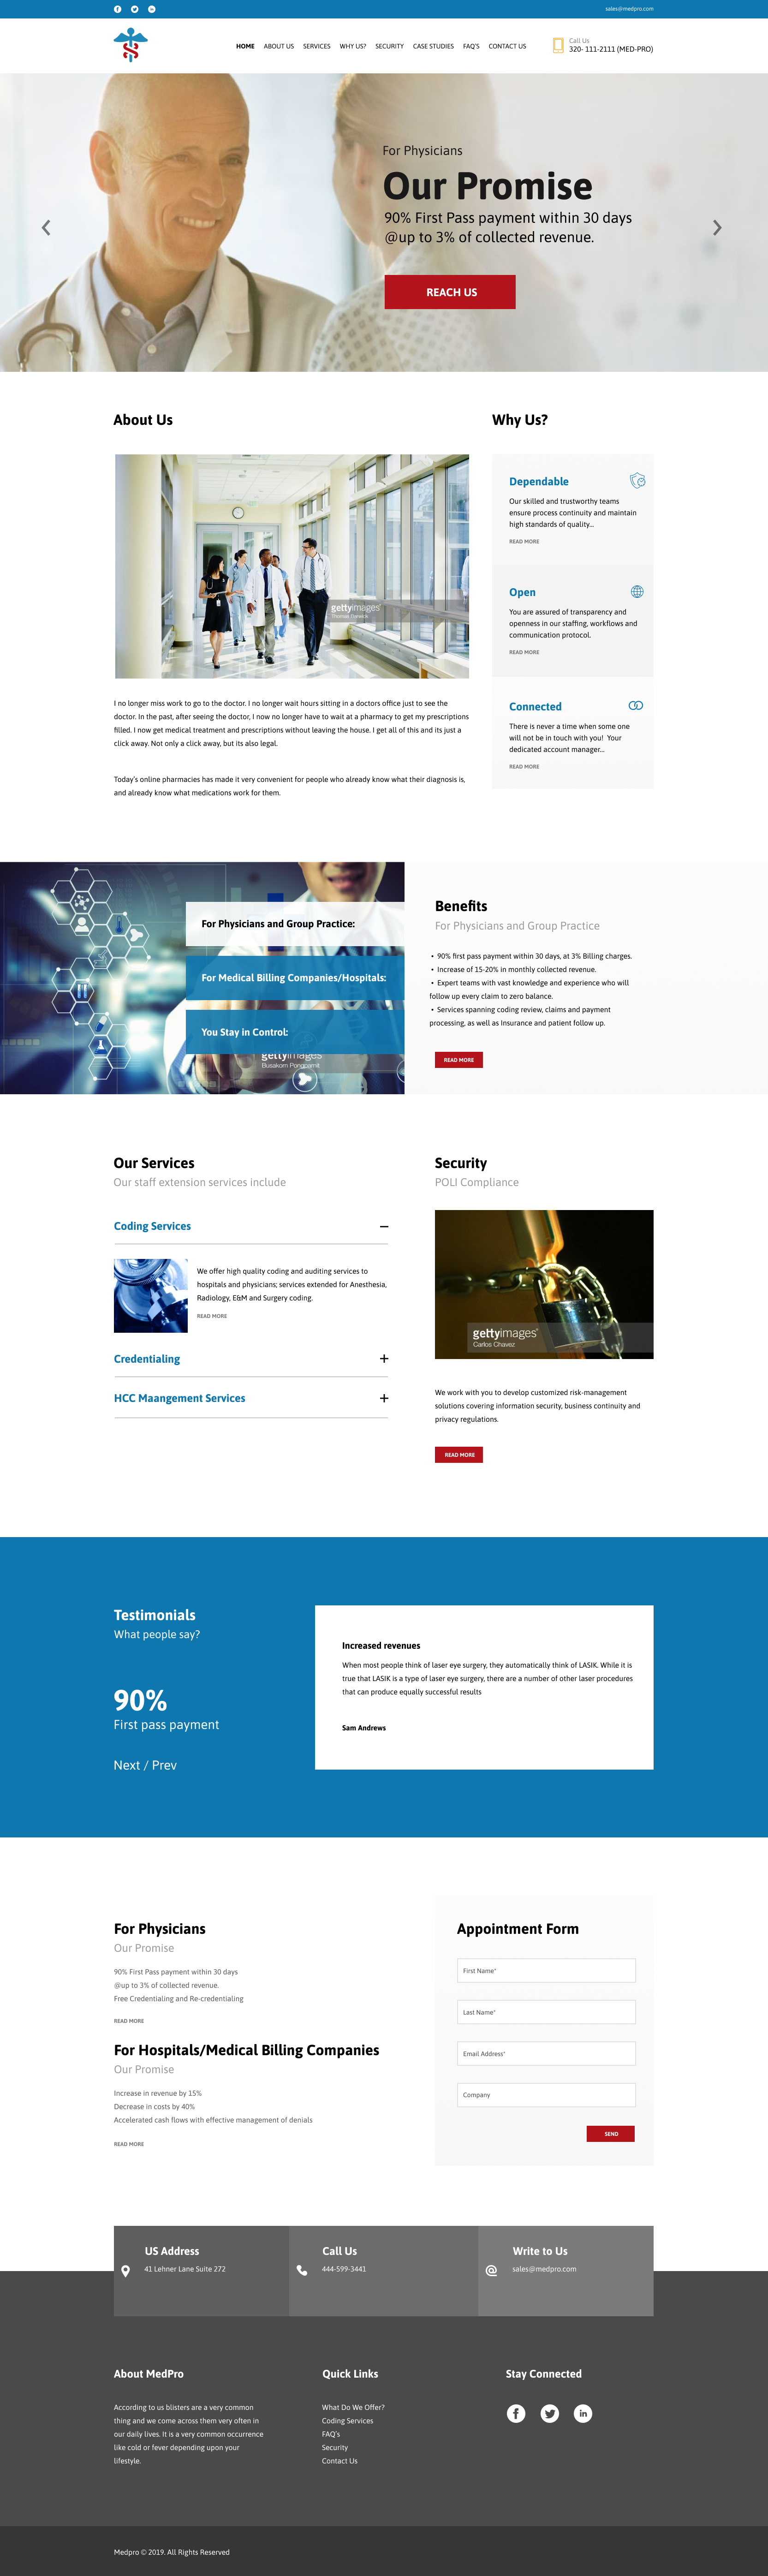 sales@medpro.com
HOME ABOUT US SERVICES WHY US? SECURITY CASE STUDIES FAQ'S CONTACT US
Call Us
320- 111-2111 (MED-PRO)
For Physicians
Our Promise
90% First Pass payment within 30 days
@up to 3% of collected revenue.
REACH US
About Us
gettyimages
Why Us?
Dependable
Our skilled and trustworthy teams
ensure process continuity and maintain
high standards of quality...
READ MORE
Open
You are assured of transparency and
openness in our staffing, workflows and
communication protocol.
READ MORE
Connected
There is never a time when some one
will not be in touch with you! Your
dedicated account manager...
READ MORE
I no longer miss work to go to the doctor. I no longer wait hours sitting in a doctors office just to see the
doctor. In the past, after seeing the doctor, I now no longer have to wait at a pharmacy to get my prescriptions
filled. I now get medical treatment and prescriptions without leaving the house. I get all of this and its just a
click away. Not only a click away, but its also legal.
Today's online pharmacies has made it very convenient for people who already know what their diagnosis is,
and already know what medications work for them.
For Physicians and Group Practice:
For Medical Billing Companies/Hospitals:
You Stay in Control:
gettyimages
Busakorn Pongparnit
Benefits
For Physicians and Group Practice
• 90% first pass payment within 30 days, at 3% Billing charges.
• Increase of 15-20% in monthly collected revenue.
• Expert teams with vast knowledge and experience who will
follow up every claim to zero balance.
• Services spanning coding review, claims and payment
processing, as well as Insurance and patient follow up.
READ MORE
Our Services
Our staff extension services include
Coding Services
We offer high quality coding and auditing services to
hospitals and physicians; services extended for Anesthesia,
Radiology, E&M and Surgery coding.
READ MORE
Credentialing
HCC Maangement Services
Security
POLI Compliance
gettyimages
Carlos Chavez
We work with you to develop customized risk-management
solutions covering information security, business continuity and
privacy regulations.
READ MORE
Testimonials
What people say?
90%
First pass payment
Next / Prev
Increased revenues
When most people think of laser eye surgery, they automatically think of LASIK. While it is
true that LASIK is a type of laser eye surgery, there are a number of other laser procedures
that can produce equally successful results
Sam Andrews
For Physicians
Our Promise
90% First Pass payment within 30 days
@up to 3% of collected revenue.
Free Credentialing and Re-credentialing
READ MORE
For Hospitals/Medical Billing Companies
Our Promise
Increase in revenue by 15%
Decrease in costs by 40%
Accelerated cash flows with effective management of denials
READ MORE
Appointment Form
First Name*
Last Name*
Email Address*
Company
SEND
US Address
41 Lehner Lane Suite 272
Call Us
444-599-3441
Write to Us
sales@medpro.com
About MedPro
According to us blisters are a very common
thing and we come across them very often in
our daily lives. It is a very common occurrence
like cold or fever depending upon your
lifestyle.
Quick Links
What Do We Offer?
Coding Services
FAQ's
Security
Contact Us
Stay Connected
Medpro © 2019. All Rights Reserved